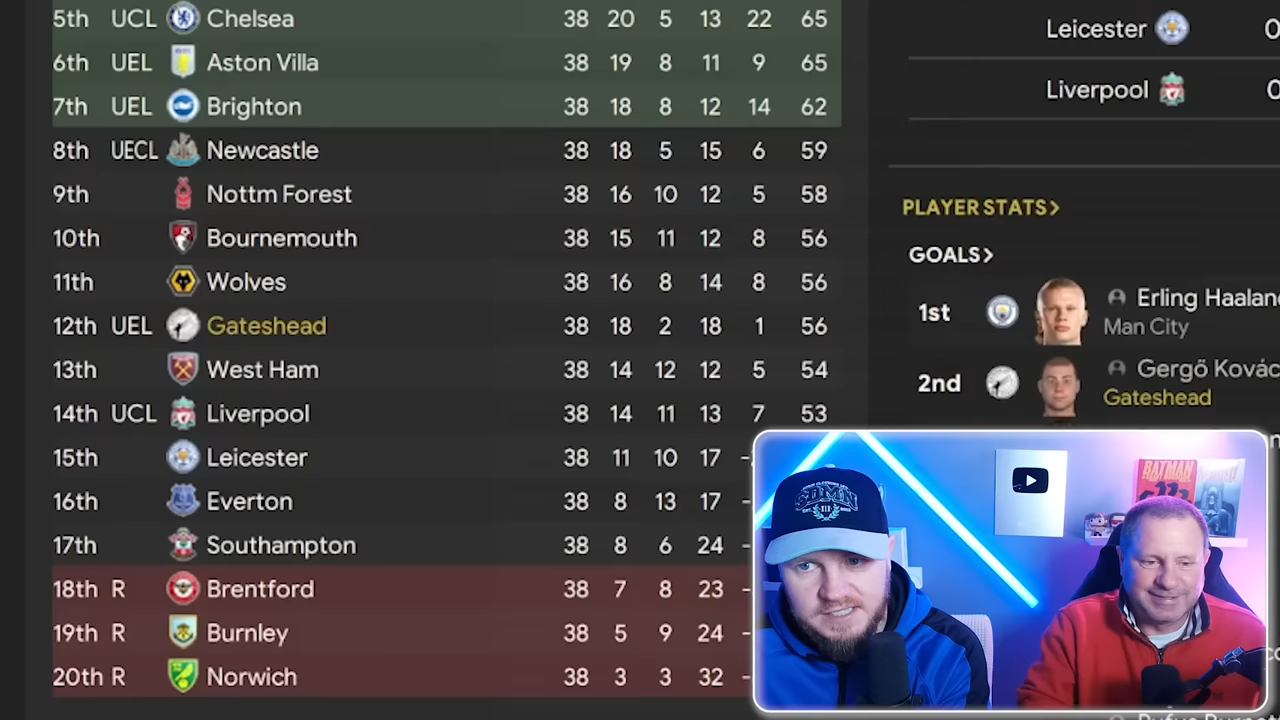 5th UCL Chelsea 38 20 5 13 22 65
6th UEL Aston Villa 38 19 8 11 9 65
7th UEL Brighton 38 18 8 12 14 62
8th UECL Newcastle 38 18 5 15 6 59
9th Nottm Forest 38 16 10 12 5 58
10th Bournemouth 38 15 11 12 8 56
11th Wolves 38 16 8 14 8 56
12th UEL Gateshead 38 18 2 18 1 56
13th West Ham 38 14 12 12 5 54
14th UCL Liverpool 38 14 11 13 7 53
15th Leicester 38 11 10 17 -
16th Everton 38 8 13 17
17th Southampton 38 8 6 24 -
18th R Brentford 38 7 8 23 -
19th R Burnley 38 5 9 24 -
20th R Norwich 38 3 3 32 -
Leicester 0
Liverpool 0
PLAYER STATS>
GOALS>
1st Erling Haalan
Man City
2nd Gergő Kovác
Gateshead
SDMN
BATMAN